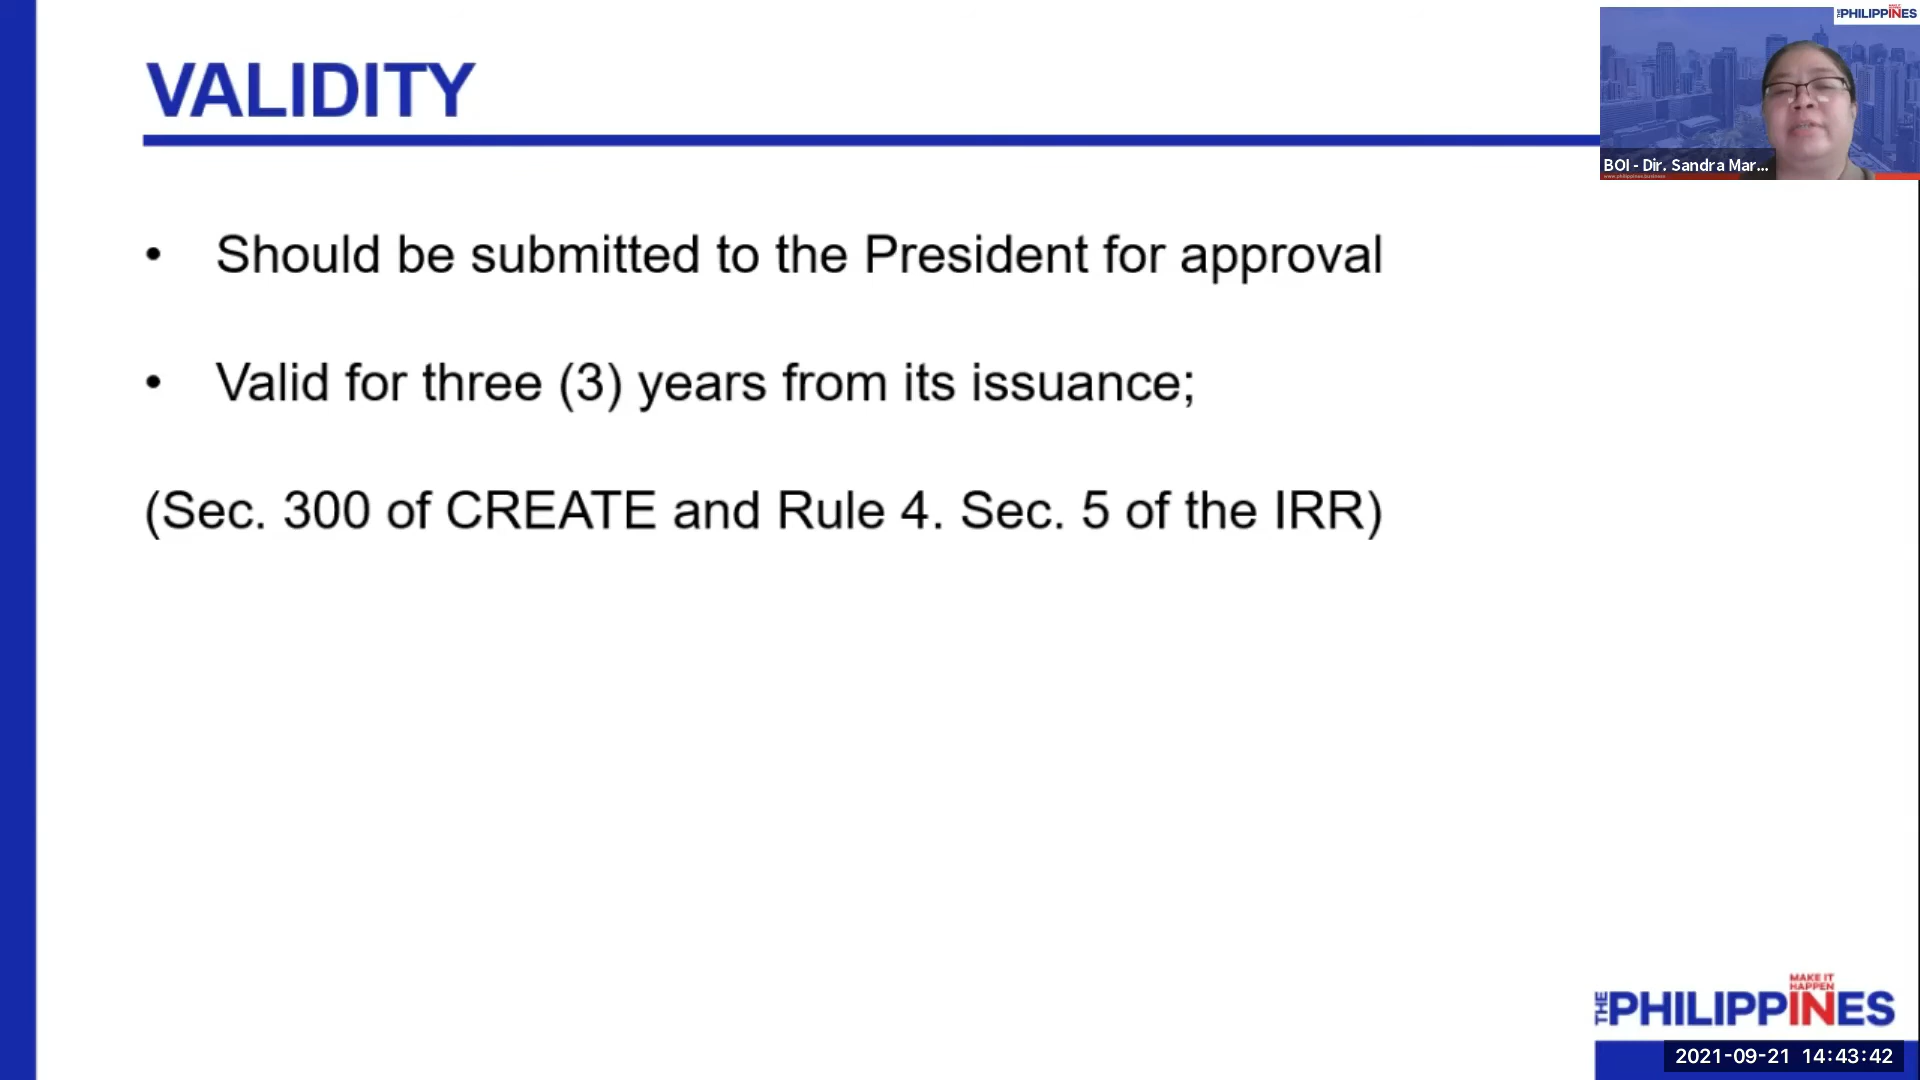 VALIDITY
• Should be submitted to the President for approval
• Valid for three (3) years from its issuance;
(Sec. 300 of CREATE and Rule 4. Sec. 5 of the IRR)
THE PHILIPPINES
BOI - Dir. Sandra Mar...
MAKE IT
HAPPEN
THE PHILIPPINES
2021-09-21 14:43:42